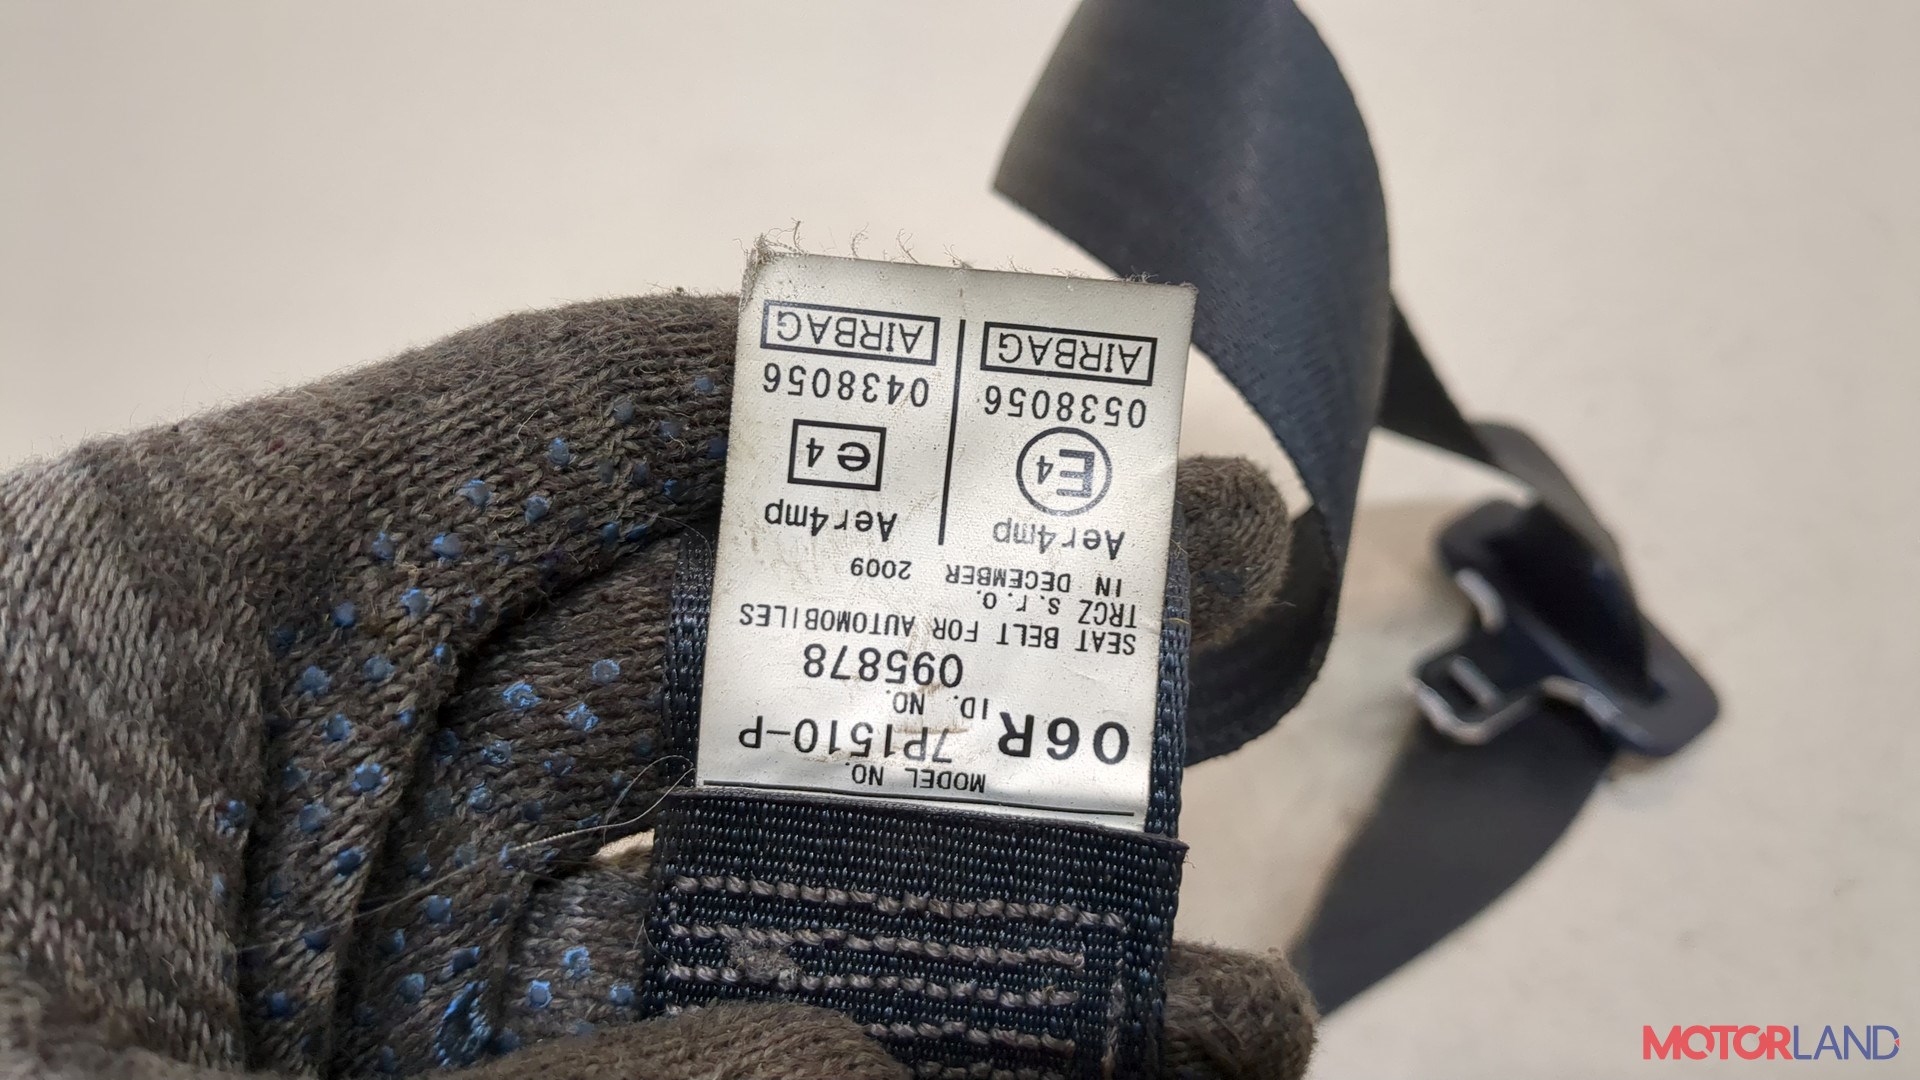 MODEL NO.
06R 7P1510-P
ID. NO.
095878
SEAT BELT FOR AUTOMOBILES
TRCZ s.r.o.
IN DECEMBER 2009
Aer4mp Aer4mp
E4 e4
0538056 0438056
AIRBAG AIRBAG
MOTORLAND